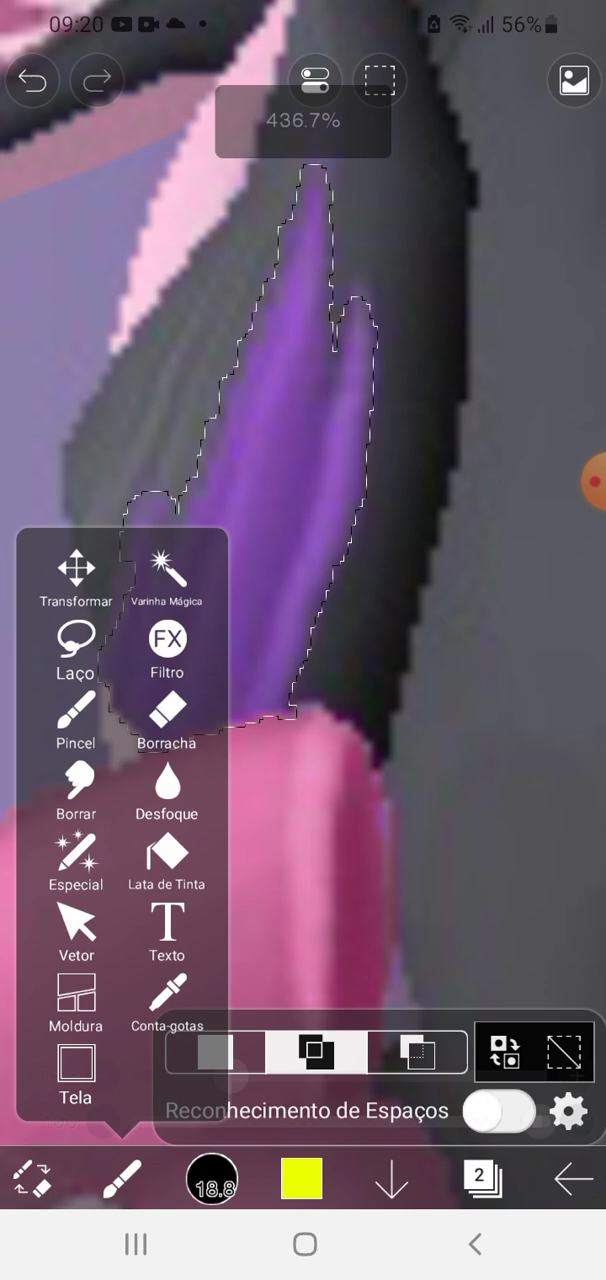 09:20
56%
436.7%
Transformar
Varinha Mágica
Laço
FX
Filtro
Pincel
Borracha
Borrar
Desfoque
Especial
Lata de Tinta
Vetor
T
Texto
Moldura
Conta-gotas
Tela
Reconhecimento de Espaços
18.8
2